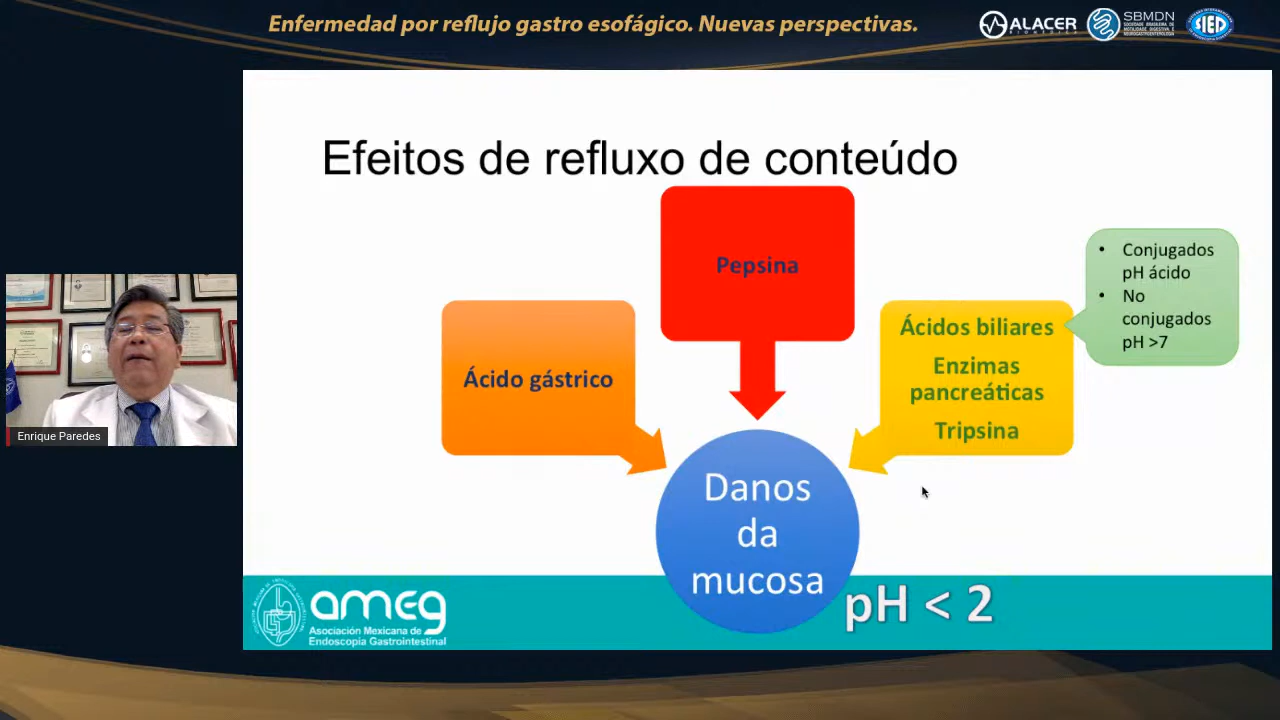 Enfermedad por reflujo gastro esofágico. Nuevas perspectivas.
ALACER
BIOMÉDICA
SBMDN
SIED
Efeitos de refluxo de conteúdo
Pepsina
Ácido gástrico
Ácidos biliares
Enzimas
pancreáticas
Tripsina
• Conjugados
pH ácido
• No
conjugados
pH >7
Danos
da
mucosa
pH < 2
Enrique Paredes
ameg
Asociación Mexicana de
Endoscopia Gastrointestinal